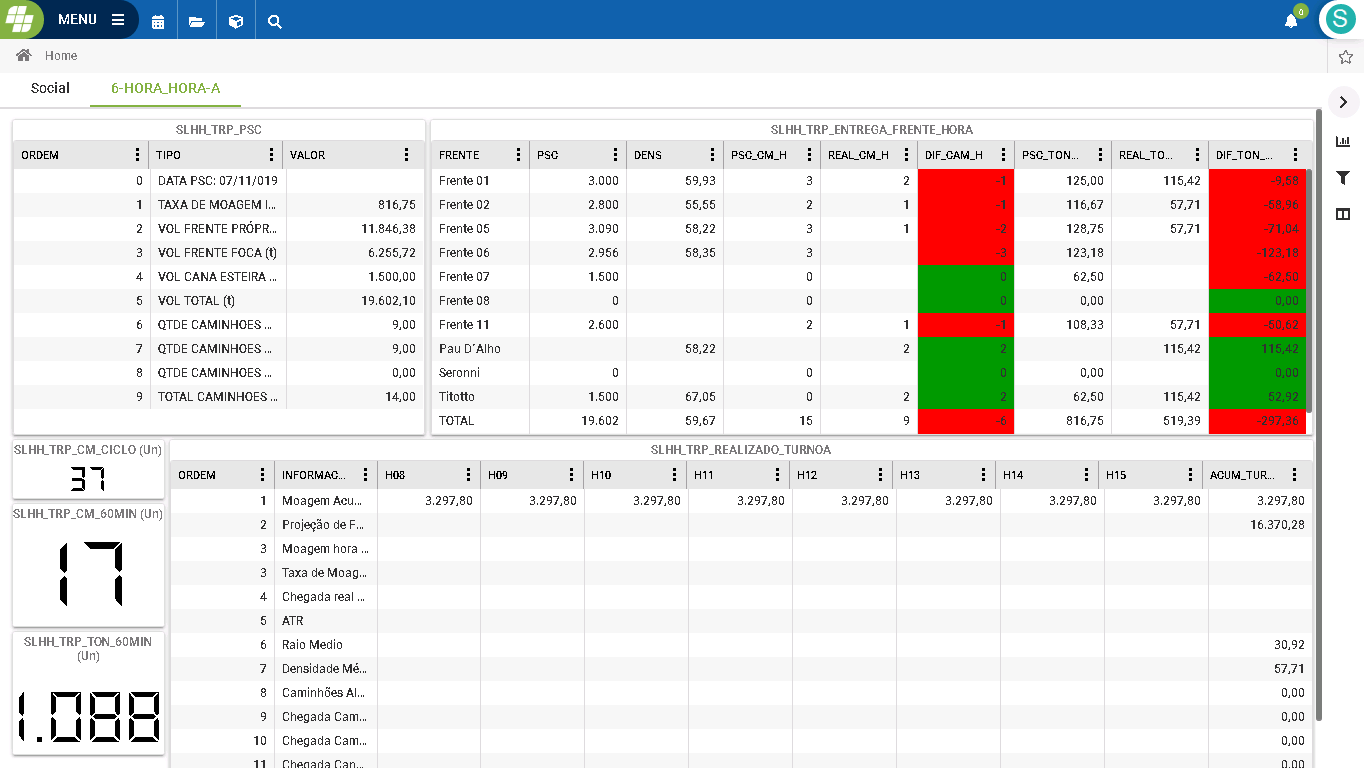 MENU
0
S
Home
Social 6-HORA_HORA-A
SLHH_TRP_PSC
ORDEM TIPO VALOR
0 DATA PSC: 07/11/019
1 TAXA DE MOAGEM I... 816,75
2 VOL FRENTE PRÓPR... 11.846,38
3 VOL FRENTE FOCA (t) 6.255,72
4 VOL CANA ESTEIRA ... 1.500,00
5 VOL TOTAL (t) 19.602,10
6 QTDE CAMINHOES ... 9,00
7 QTDE CAMINHOES ... 9,00
8 QTDE CAMINHOES ... 0,00
9 TOTAL CAMINHOES ... 14,00
SLHH_TRP_ENTREGA_FRENTE_HORA
FRENTE PSC DENS PSC_CM_H REAL_CM_H DIF_CAM_H PSC_TON... REAL_TO... DIF_TON_...
Frente 01 3.000 59,93 3 2 -1 125,00 115,42 -9,58
Frente 02 2.800 55,55 2 1 -1 116,67 57,71 -58,96
Frente 05 3.090 58,22 3 1 -2 128,75 57,71 -71,04
Frente 06 2.956 58,35 3 -3 123,18 -123,18
Frente 07 1.500 0 0 62,50 -62,50
Frente 08 0 0 0 0,00 0,00
Frente 11 2.600 2 1 -1 108,33 57,71 -50,62
Pau D´Alho 58,22 2 2 115,42 115,42
Seronni 0 0 0 0,00 0,00
Titotto 1.500 67,05 0 2 2 62,50 115,42 52,92
TOTAL 19.602 59,67 15 9 -6 816,75 519,39 -297,36
SLHH_TRP_CM_CICLO (Un)
37
SLHH_TRP_CM_60MIN (Un)
17
SLHH_TRP_TON_60MIN
(Un)
1.088
SLHH_TRP_REALIZADO_TURNOA
ORDEM INFORMAC... H08 H09 H10 H11 H12 H13 H14 H15 ACUM_TUR...
1 Moagem Acu... 3.297,80 3.297,80 3.297,80 3.297,80 3.297,80 3.297,80 3.297,80 3.297,80 3.297,80
2 Projeção de F... 16.370,28
3 Moagem hora ...
3 Taxa de Moag...
4 Chegada real ...
5 ATR
6 Raio Medio 30,92
7 Densidade Mé... 57,71
8 Caminhões Al... 0,00
9 Chegada Cam... 0,00
10 Chegada Cam... 0,00
11 Chegada Can... 0,00